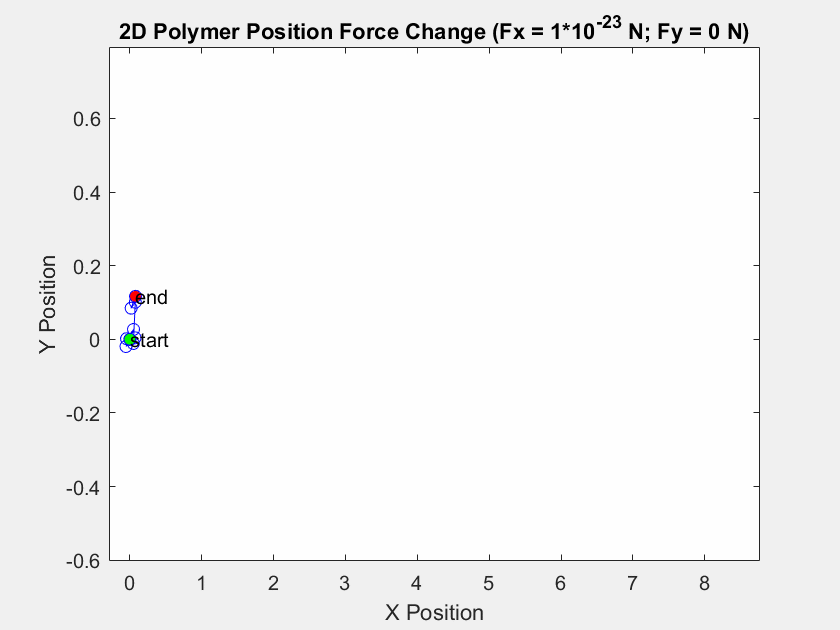 2D Polymer Position Force Change (Fx = 1*10^-23 N; Fy = 0 N)
0.6
0.4
0.2
0
-0.2
-0.4
-0.6
Y Position
end
start
0 1 2 3 4 5 6 7 8
X Position